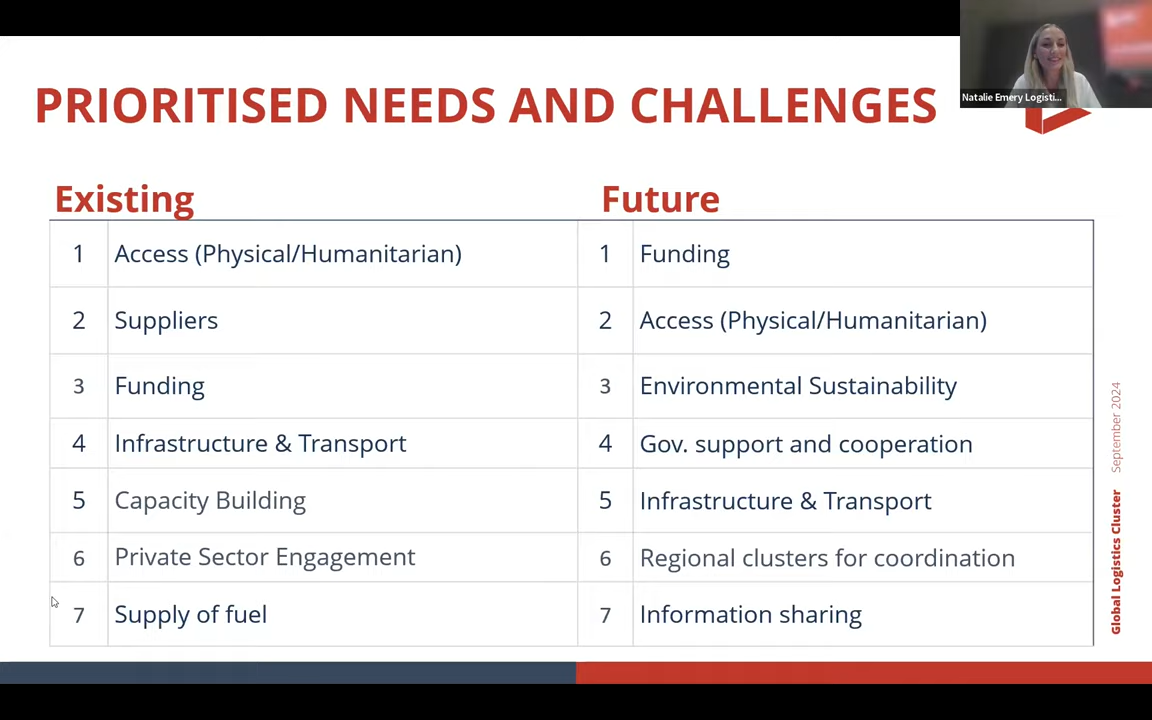 PRIORITISED NEEDS AND CHALLENGES
Natalie Emery Logisti...
Existing
1 Access (Physical/Humanitarian)
2 Suppliers
3 Funding
4 Infrastructure & Transport
5 Capacity Building
6 Private Sector Engagement
7 Supply of fuel
Future
1 Funding
2 Access (Physical/Humanitarian)
3 Environmental Sustainability
4 Gov. support and cooperation
5 Infrastructure & Transport
6 Regional clusters for coordination
7 Information sharing
Global Logistics Cluster September 2024